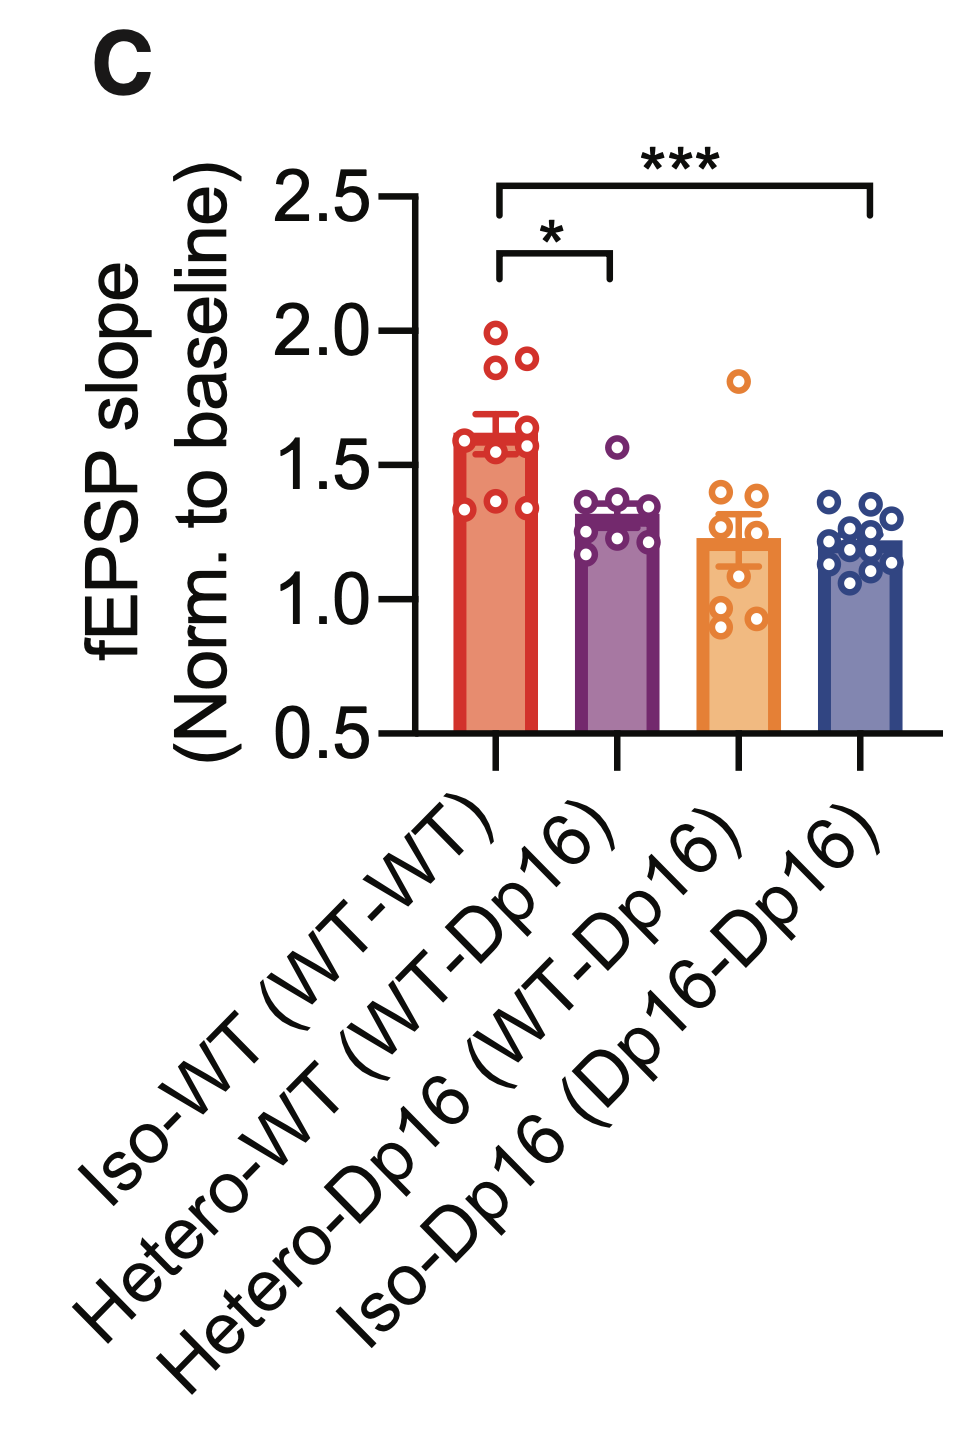 C
fEPSP slope
(Norm. to baseline)
2.5
2.0
1.5
1.0
0.5
***
*
Iso-WT (WT-WT)
Hetero-WT (WT-Dp16)
Hetero-Dp16 (WT-Dp16)
Iso-Dp16 (Dp16-Dp16)